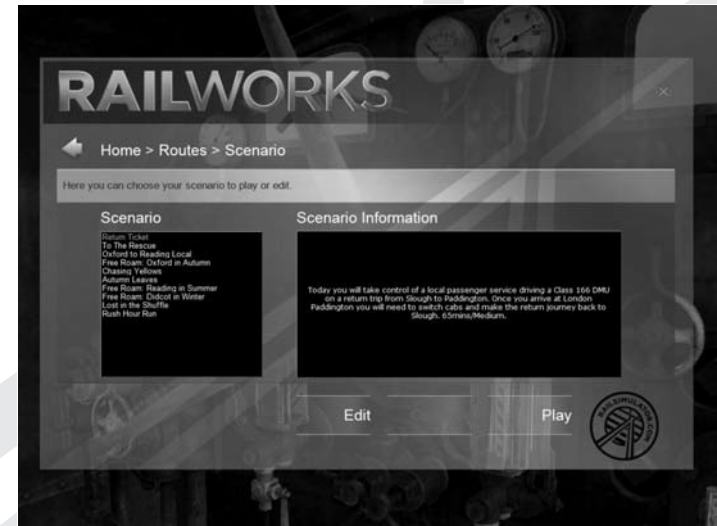 RAILWORKS
Home > Routes > Scenario
Here you can choose your scenario to play or edit.
Scenario
Return Ticket
To The Rescue
Oxford to Reading Local
Free Roam: Oxford in Autumn
Chasing Yellows
Autumn Leaves
Free Roam: Reading in Summer
Free Roam: Didcot in Winter
Lost in the Shuffle
Rush Hour Run
Scenario Information
Today you will take control of a local passenger service driving a Class 166 DMU
on a return trip from Slough to Paddington. Once you arrive at London
Paddington you will need to switch cabs and make the return journey back to
Slough. 65mins/Medium.
Edit
Play
RAILSIMULATOR.COM